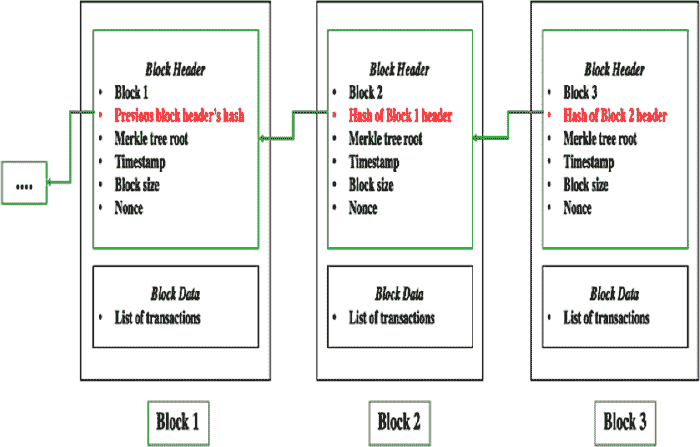 Block Header
• Block 1
• Previous block header's hash
• Merkle tree root
• Timestamp
• Block size
• Nonce
Block Data
• List of transactions
Block 1
Block Header
• Block 2
• Hash of Block 1 header
• Merkle tree root
• Timestamp
• Block size
• Nonce
Block Data
• List of transactions
Block 2
Block Header
• Block 3
• Hash of Block 2 header
• Merkle tree root
• Timestamp
• Block size
• Nonce
Block Data
• List of transactions
Block 3
....